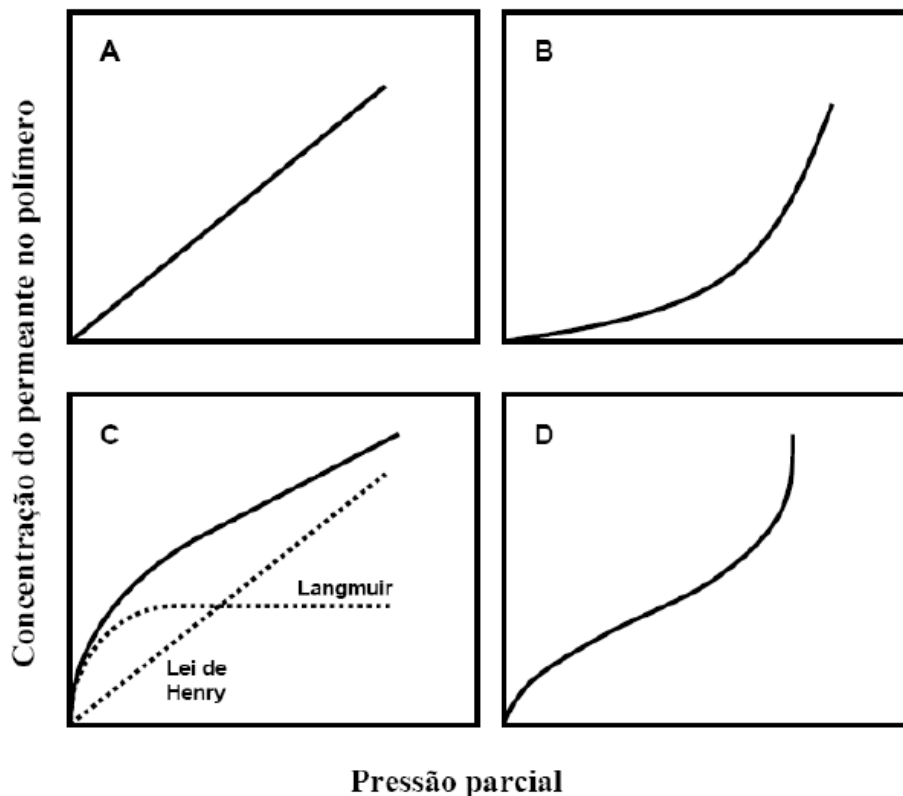 Concentração do permeante no polímero
A
B
C
Langmuir
Lei de
Henry
D
Pressão parcial